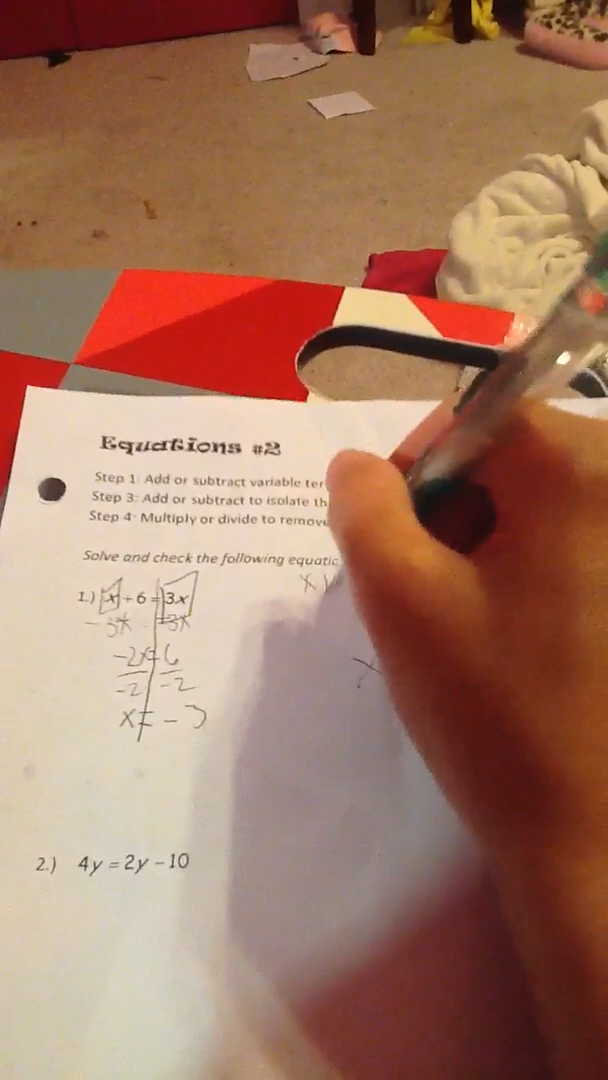 Equations #2
Step 1: Add or subtract variable ter
Step 3: Add or subtract to isolate th
Step 4: Multiply or divide to remove
Solve and check the following equatio
1.) x + 6 = 3x
-3x -3x
-2x = 6
-2 -2
x = -3
2.) 4y = 2y - 10